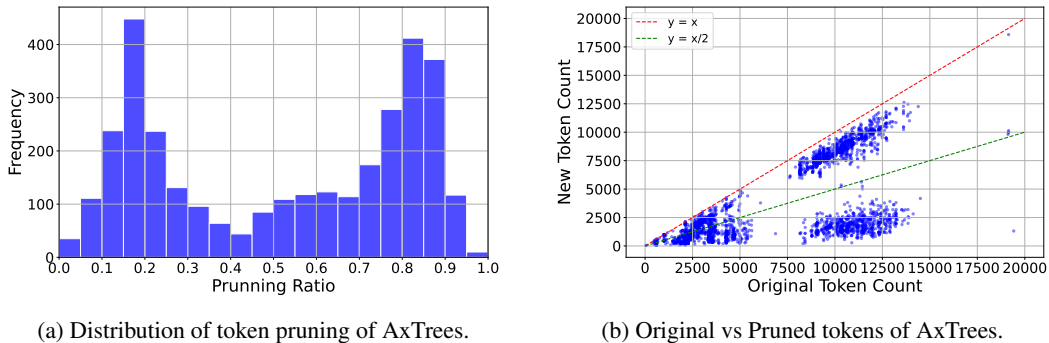 400
300
200
100
0
Frequency
0.0 0.1 0.2 0.3 0.4 0.5 0.6 0.7 0.8 0.9 1.0
Prunning Ratio
(a) Distribution of token pruning of AxTrees.
y = x
y = x/2
20000
17500
15000
12500
10000
7500
5000
2500
0
New Token Count
0 2500 5000 7500 10000 12500 15000 17500 20000
Original Token Count
(b) Original vs Pruned tokens of AxTrees.